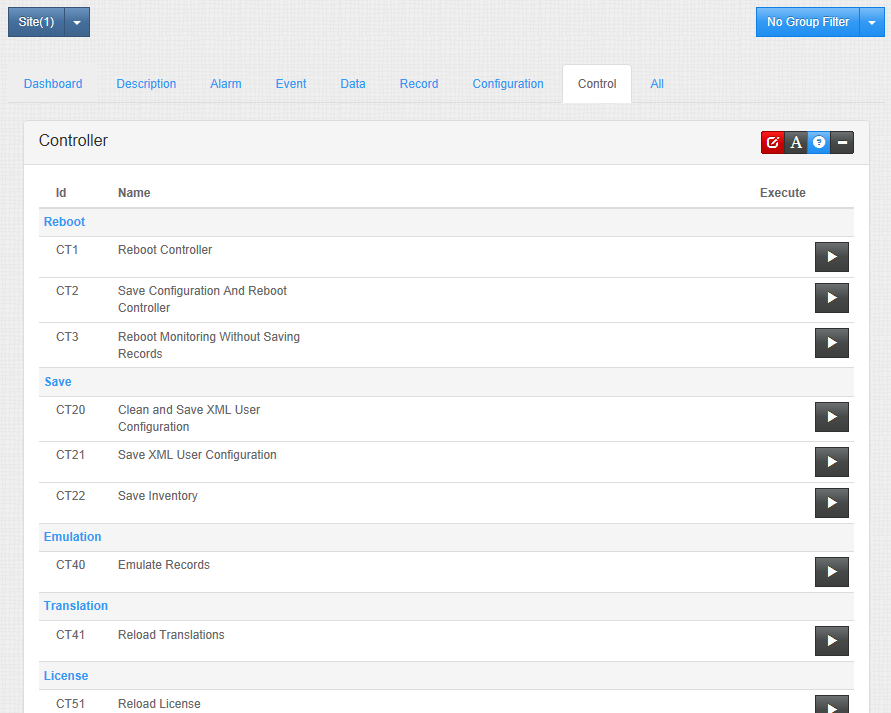 Site(1)
No Group Filter
Dashboard Description Alarm Event Data Record Configuration Control All
Controller
A ?
Id Name Execute
Reboot
CT1 Reboot Controller
CT2 Save Configuration And Reboot
Controller
CT3 Reboot Monitoring Without Saving
Records
Save
CT20 Clean and Save XML User
Configuration
CT21 Save XML User Configuration
CT22 Save Inventory
Emulation
CT40 Emulate Records
Translation
CT41 Reload Translations
License
CT51 Reload License